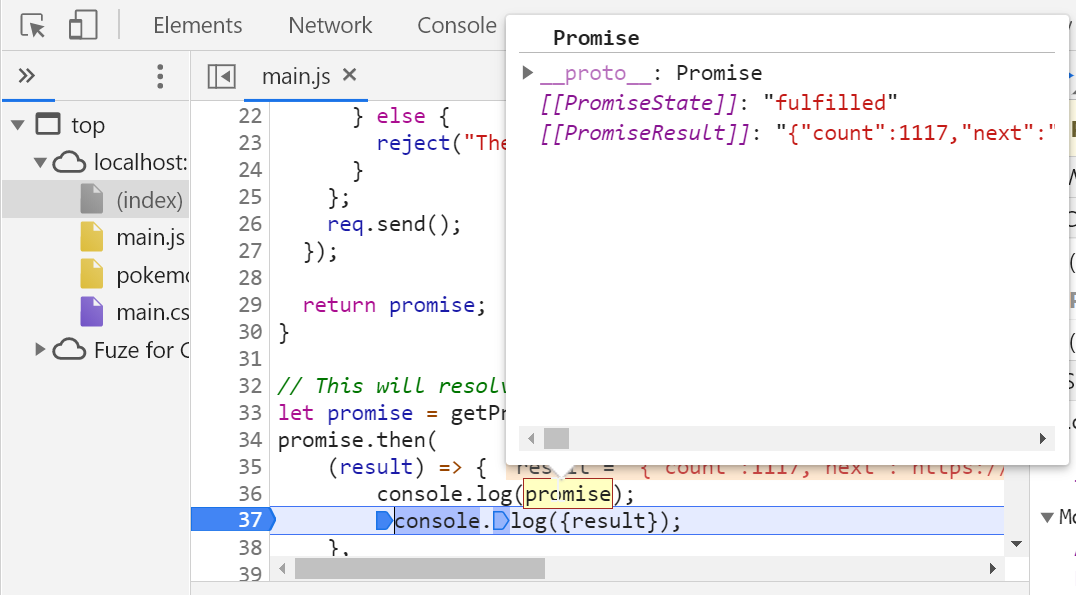 Elements Network Console
main.js
top
localhost:
(index)
main.js
main.cs
Fuze for
Promise
__proto__: Promise
[[PromiseState]]: "fulfilled"
[[PromiseResult]]: "{"count":1117,"next":"
22 } else {
23 reject("The
24 }
25 };
26 req.send();
27 });
28
29 return promise;
30 }
31
32 // This will resolv
33 let promise = getPr
34 promise.then(
35 (result) => { result = "{"count":1117,"next":"https://
36 console.log(promise);
37 console.log({result});
38 },
39